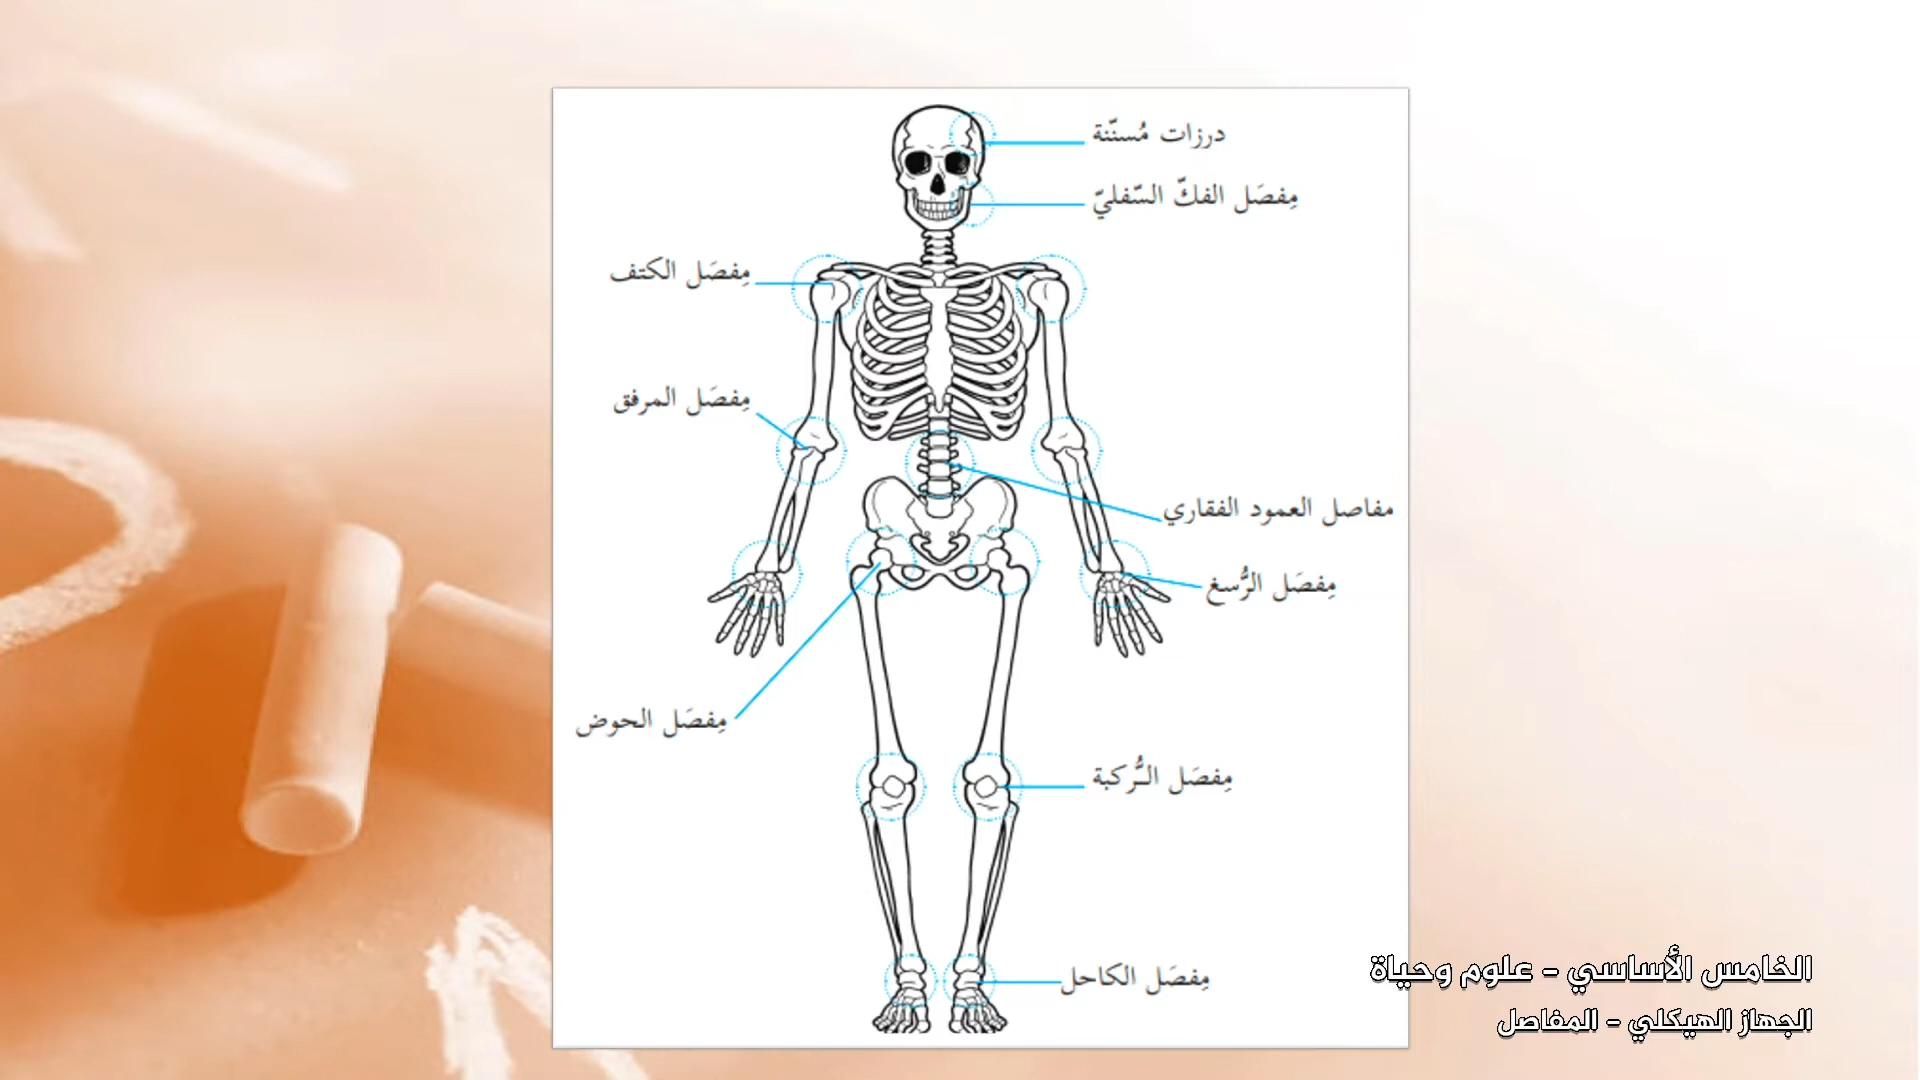 درزات مُسنّنة
مِفصَل الفكّ السّفليّ
مِفصَل الكتف
مِفصَل المرفق
مفاصل العمود الفقاري
مِفصَل الرُّسغ
مِفصَل الحوض
مِفصَل الرُّكبة
مِفصَل الكاحل
الخامس الأساسي - علوم وحياة
الجهاز الهيكلي - المفاصل